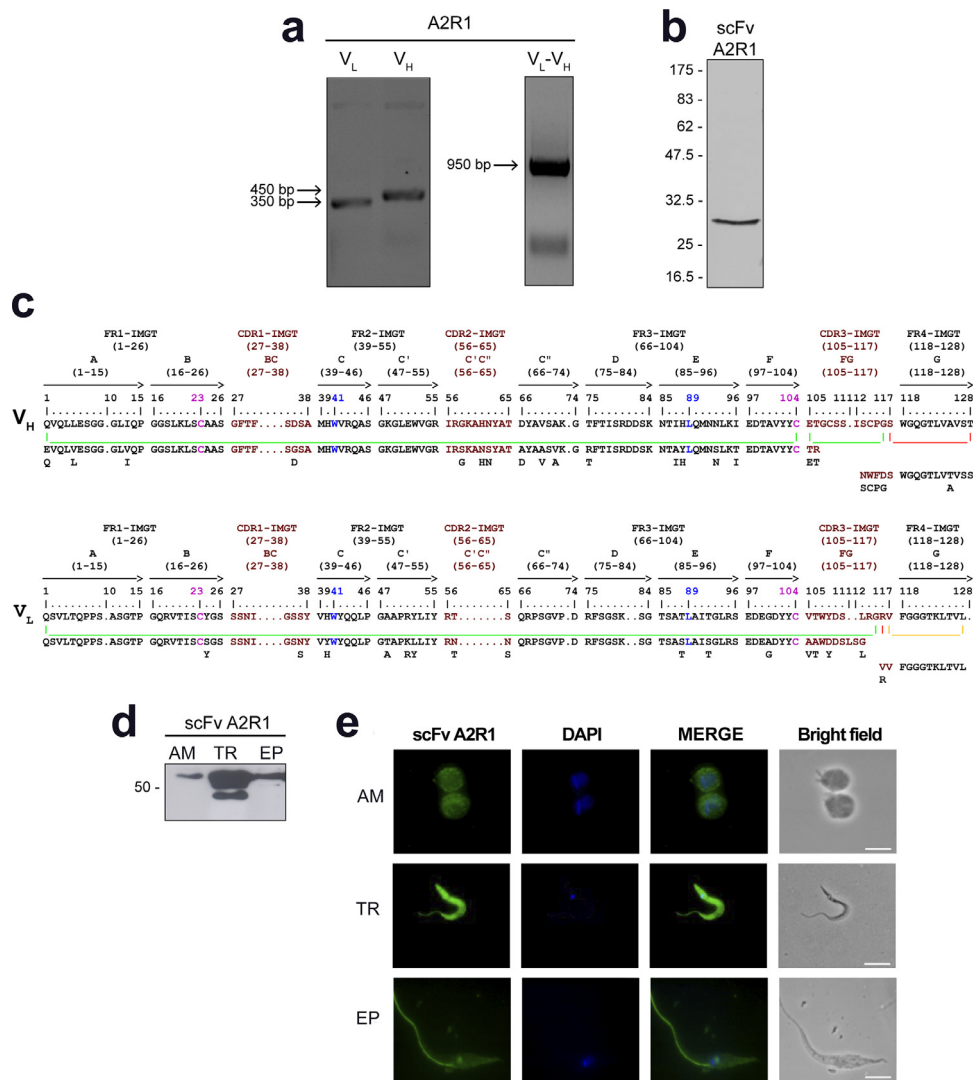 a
A2R1
VL VH VL-VH
450 bp
350 bp
950 bp
b
scFv
A2R1
175 -
83 -
62 -
47.5 -
32.5 -
25 -
16.5 -
c
FR1-IMGT CDR1-IMGT FR2-IMGT CDR2-IMGT FR3-IMGT CDR3-IMGT FR4-IMGT
(1-26) (27-38) (39-55) (56-65) (66-104) (105-117) (118-128)
A B BC C C' C'C" C" D E F FG G
(1-15) (16-26) (27-38) (39-46) (47-55) (56-65) (66-74) (75-84) (85-96) (97-104) (105-117) (118-128)
1 10 15 16 23 26 27 38 39 41 46 47 55 56 65 66 74 75 84 85 89 96 97 104 105 111 112 117 118 128
VH QVQLLESGG.GLIQP GGSLKLSCAAS GFTF....SDSA MHWVRQAS GKGLEWVGR IRGKAHNYAT DYAVSAK.G TFTISRDDSK NTIHLQMNNLKI EDTAVYYC ETGCSS.ISCPGS WGQGTLVAVST
EVQLVESGG.GLVQP GGSLKLSCAAS GFTF....SGSA MHWVRQAS GKGLEWVGR IRSKANSYAT AYAASVKG RFTISRDDSK NTAYLQMNSLKT EDTAVYYC TR
Q L I D G HN D V A T IH N I ET
NWFDS WGQGTLVTVSS
SCPG A
FR1-IMGT CDR1-IMGT FR2-IMGT CDR2-IMGT FR3-IMGT CDR3-IMGT FR4-IMGT
(1-26) (27-38) (39-55) (56-65) (66-104) (105-117) (118-128)
A B BC C C' C'C" C" D E F FG G
(1-15) (16-26) (27-38) (39-46) (47-55) (56-65) (66-74) (75-84) (85-96) (97-104) (105-117) (118-128)
1 10 15 16 23 26 27 38 39 41 46 47 55 56 65 66 74 75 84 85 89 96 97 104 105 112 117 118 128
VL QSVLTQPPS.ASGTP GQRVTISCYGS SSNI....GSSY VHWYQQLP GAAPRYLIY RT.......S QRPSGVP.D RFSGSK..SG TSASLAITGLRS EDEGDYYC VTWYDS.LRGRV FGGGTKLTVL.
QSVLTQPPS.ASGTP GQRVTISCSGS SSNI....GSNY VYWYQQLP GTAPKLLIY RN.......N QRPSGVP.D RFSGSK..SG TSASLAISGLRS EDEADYYC AAWDDSLSG
Y S H A RY T S T T G VT Y L
VV FGGGTKLTVL
R
d
scFv A2R1
AM TR EP
50 -
e
scFv A2R1 DAPI MERGE Bright field
AM
TR
EP